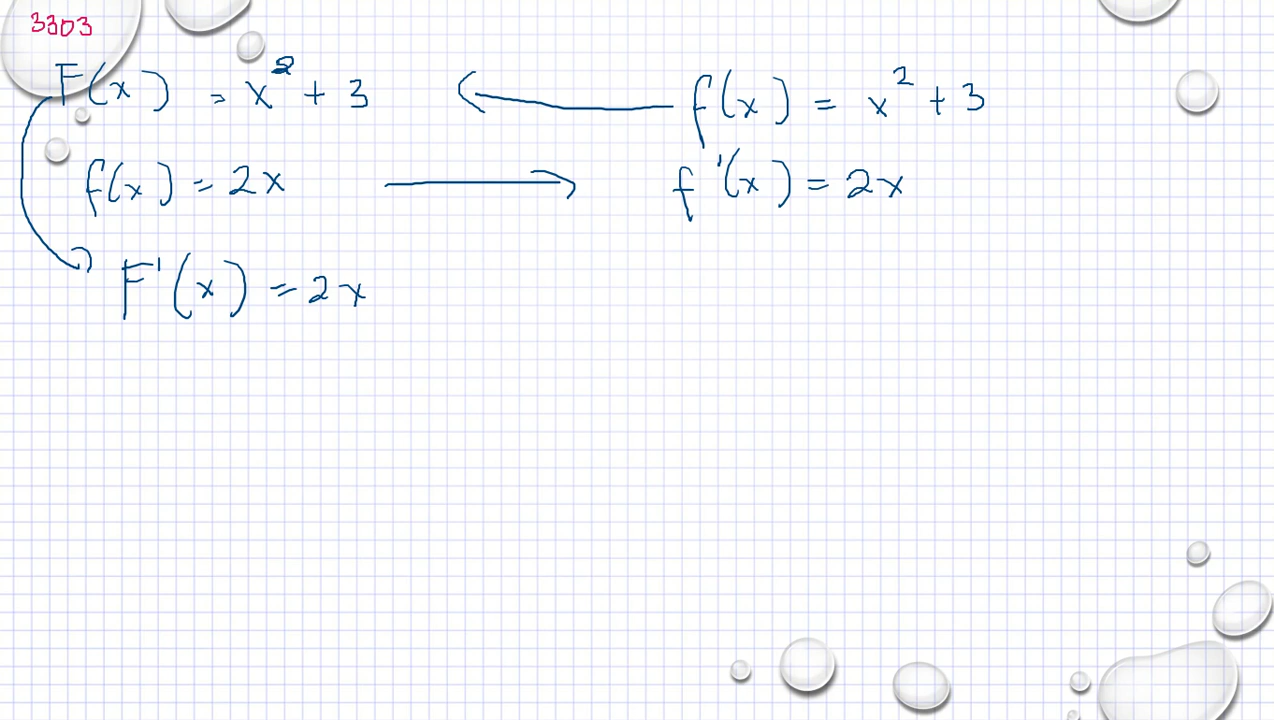 3303
F(x) = x² + 3 ← f(x) = x² + 3
f(x) = 2x → f'(x) = 2x
F'(x) = 2x